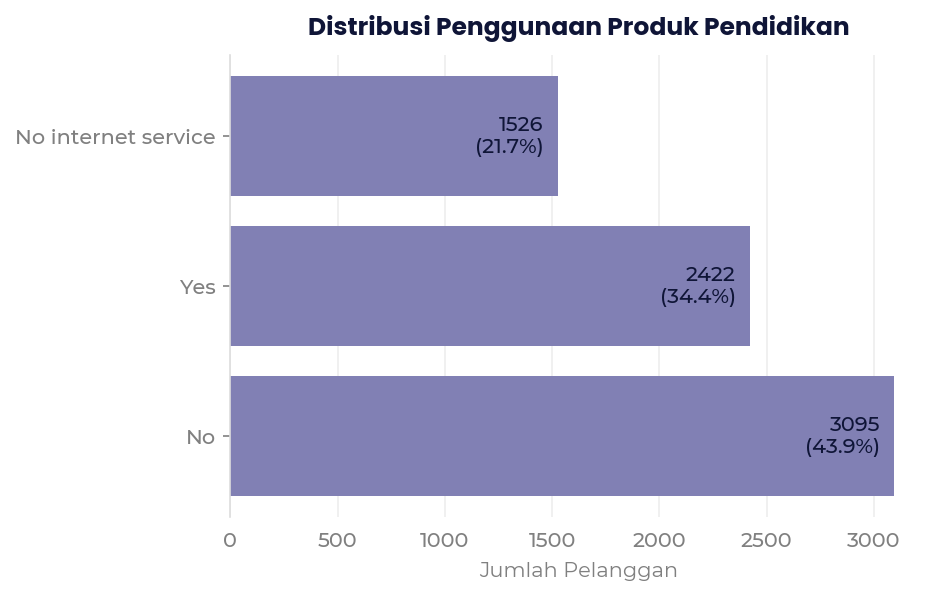 Distribusi Penggunaan Produk Pendidikan
No internet service
1526
(21.7%)
Yes
2422
(34.4%)
No
3095
(43.9%)
0 500 1000 1500 2000 2500 3000
Jumlah Pelanggan